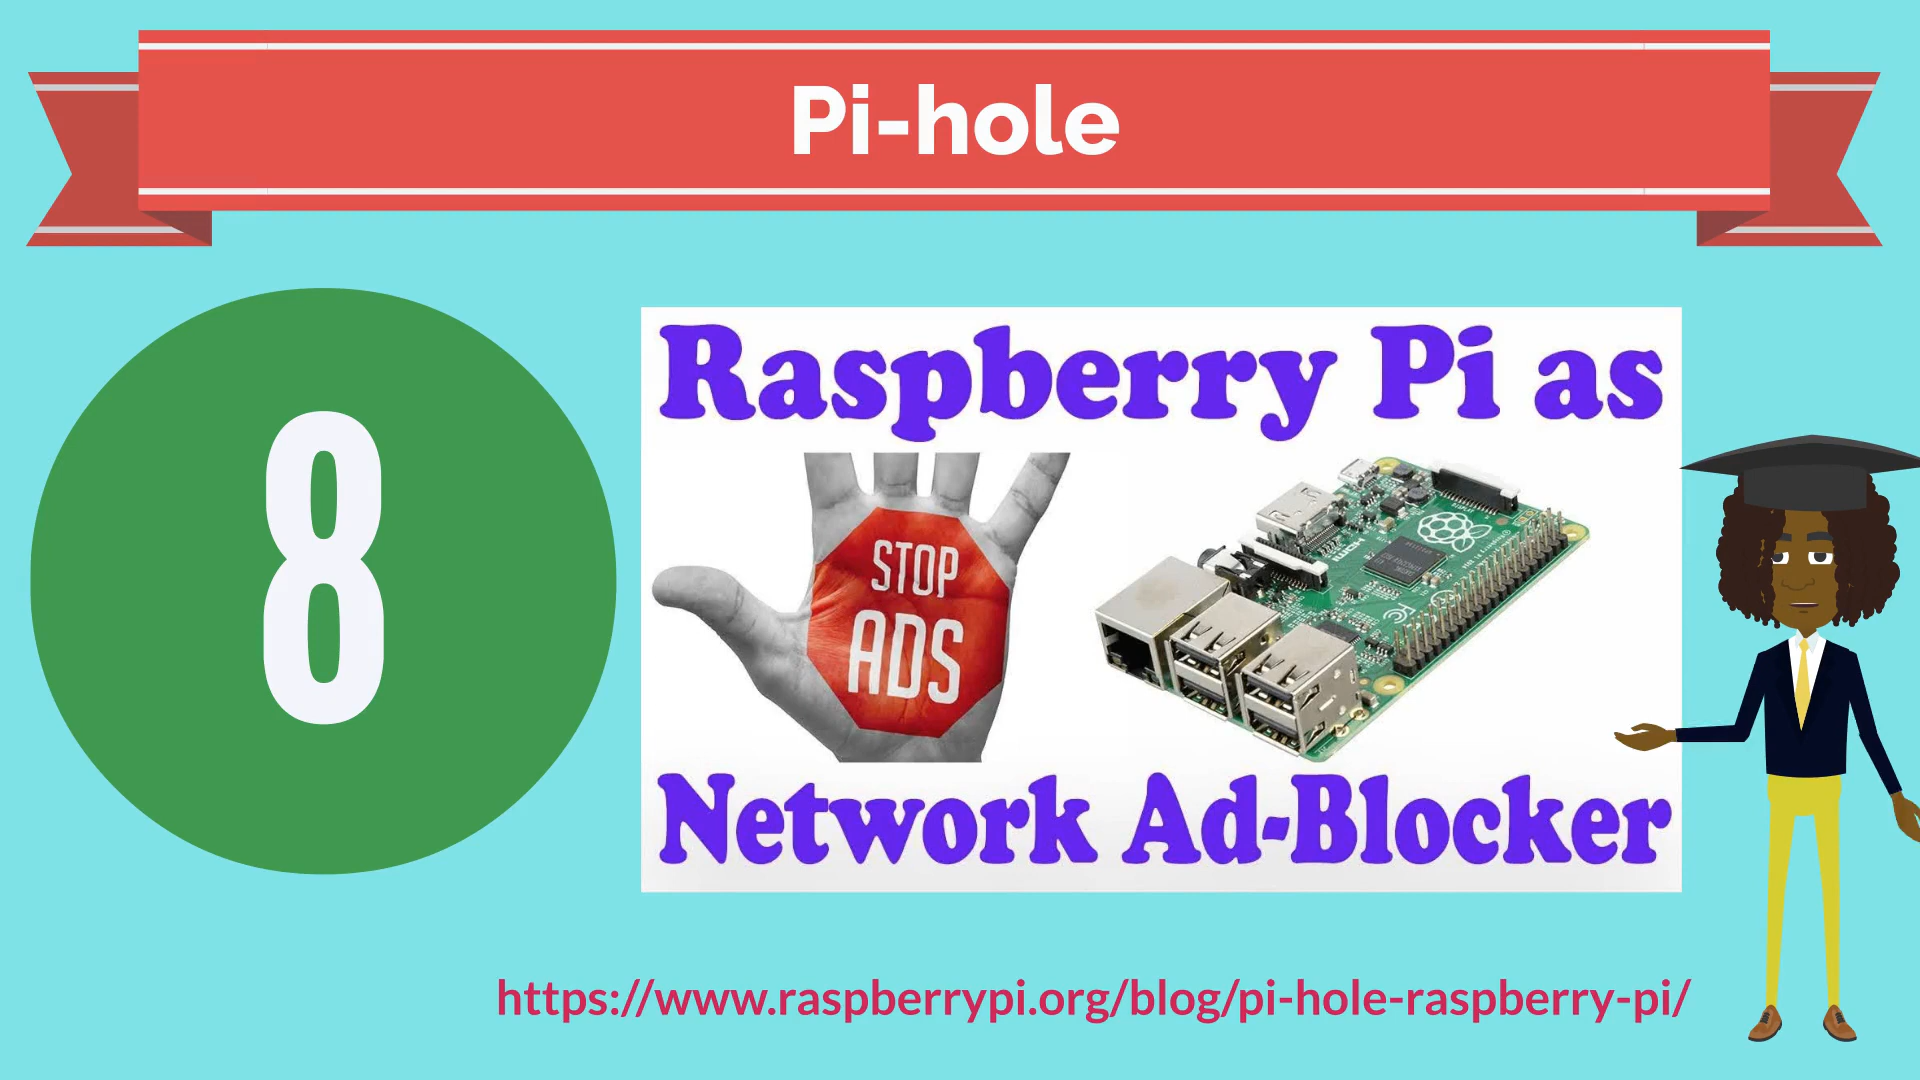 Pi-hole
8
Raspberry Pi as
STOP
ADS
Network Ad-Blocker
https://www.raspberrypi.org/blog/pi-hole-raspberry-pi/